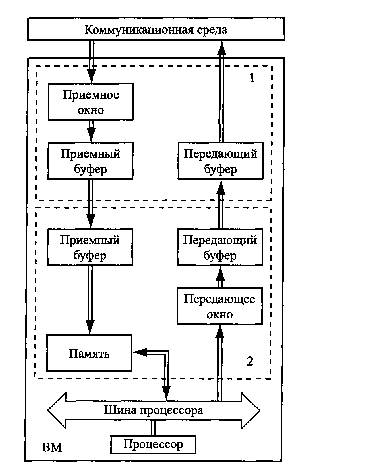 Коммуникационная среда
1
Приемное
окно
Приемный
буфер
Передающий
буфер
Приемный
буфер
Передающий
буфер
Передающее
окно
Память
2
Шина процессора
Процессор
ВМ